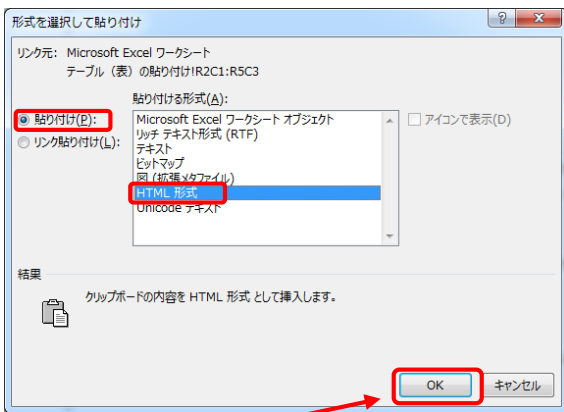 形式を選択して貼り付け
リンク元: Microsoft Excel ワークシート
テーブル（表）の貼り付け!R2C1:R5C3
貼り付ける形式(A):
貼り付け(P):
リンク貼り付け(L):
Microsoft Excel ワークシート オブジェクト
リッチ テキスト形式 (RTF)
テキスト
ビットマップ
図 (拡張メタファイル)
HTML 形式
Unicode テキスト
アイコンで表示(D)
結果
クリップボードの内容を HTML 形式 として挿入します。
OK
キャンセル